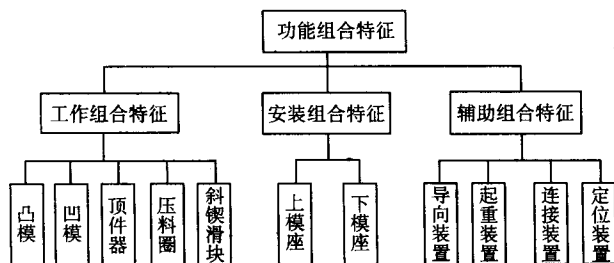 功能组合特征
工作组合特征
安装组合特征
辅助组合特征
凸模
凹模
顶件器
压料圈
斜锲滑块
上模座
下模座
导向装置
起重装置
连接装置
定位装置